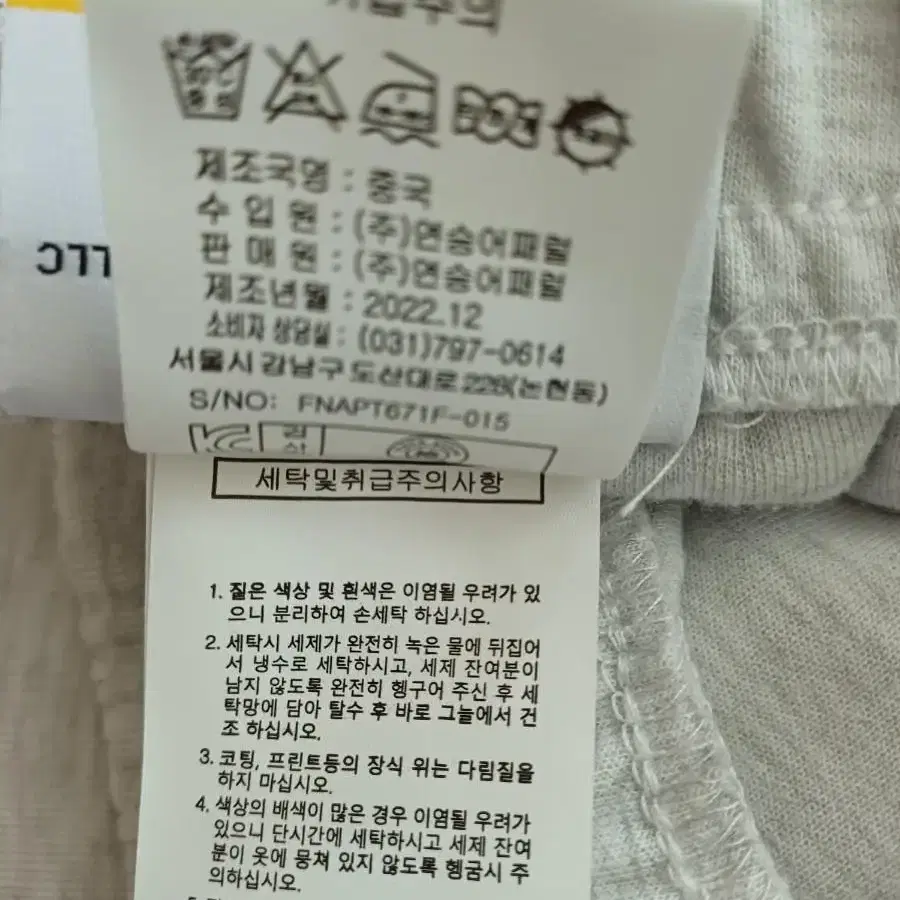 취급주의
제조국명 : 중국
수 입 원 : (주)연승어패럴
판 매 원 : (주)연승어패럴
제조년월 : 2022.12
소비자 상담실 : (031)797-0614
서울시 강남구 도산대로 226(논현동)
S/NO: FNAPT671F-015
세탁및취급주의사항
1. 짙은 색상 및 흰색은 이염될 우려가 있
으니 분리하여 손세탁 하십시오.
2. 세탁시 세제가 완전히 녹은 물에 뒤집어
서 냉수로 세탁하시고, 세제 잔여분이
남지 않도록 완전히 헹구어 주신 후 세
탁망에 담아 탈수 후 바로 그늘에서 건
조 하십시오.
3. 코팅, 프린트등의 장식 위는 다림질을
하지 마십시오.
4. 색상의 배색이 많은 경우 이염될 우려가
있으니 단시간에 세탁하시고 세제 잔여
분이 옷에 뭉쳐 있지 않도록 헹굼시 주
의하십시오.